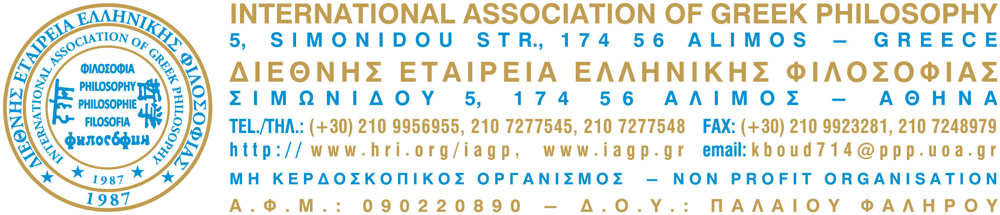 ΔΙΕΘΝΗΣ ΕΤΑΙΡΕΙΑ ΕΛΛΗΝΙΚΗΣ ΦΙΛΟΣΟΦΙΑΣ
1987
INTERNATIONAL ASSOCIATION OF GREEK PHILOSOPHY
1987
ΦΙΛΟΣΟΦΙΑ
PHILOSOPHY
PHILOSOPHIE
FILOSOFIA
INTERNATIONAL ASSOCIATION OF GREEK PHILOSOPHY
5, SIMONIDOU STR., 174 56 ALIMOS – GREECE
ΔΙΕΘΝΗΣ ΕΤΑΙΡΕΙΑ ΕΛΛΗΝΙΚΗΣ ΦΙΛΟΣΟΦΙΑΣ
ΣΙΜΩΝΙΔΟΥ 5, 174 56 ΑΛΙΜΟΣ – ΑΘΗΝΑ
TEL./ΤΗΛ.: (+30) 210 9956955, 210 7277545, 210 7277548 FAX: (+30) 210 9923281, 210 7248979
http:// www.hri.org/iagp, www.iagp.gr email: kboud714@ppp.uoa.gr
ΜΗ ΚΕΡΔΟΣΚΟΠΙΚΟΣ ΟΡΓΑΝΙΣΜΟΣ – NON PROFIT ORGANISATION
Α.Φ.Μ.: 090220890 – Δ.Ο.Υ.: ΠΑΛΑΙΟΥ ΦΑΛΗΡΟΥ